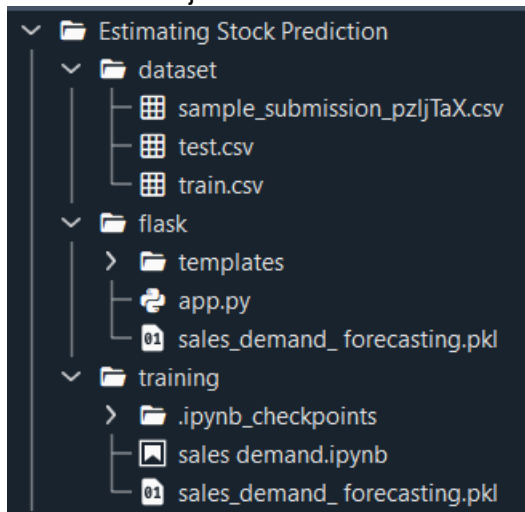 Estimating Stock Prediction
dataset
sample_submission_pzljTaX.csv
test.csv
train.csv
flask
templates
app.py
sales_demand_ forecasting.pkl
training
.ipynb_checkpoints
sales demand.ipynb
sales_demand_ forecasting.pkl